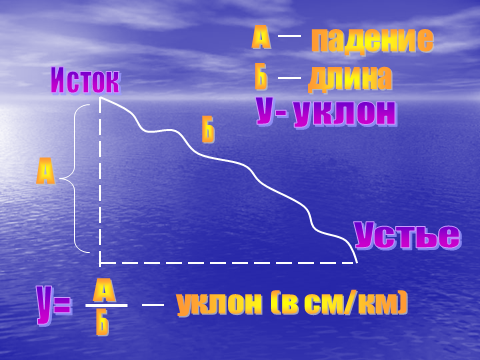 А — падение
Б — длина
У- уклон
Исток
Б
А
Устье
У= А/Б — уклон (в см/км)